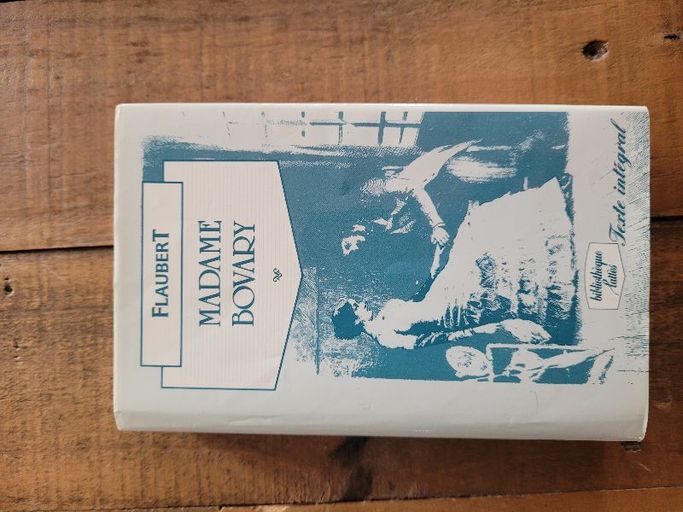 FLAUBERT
MADAME
BOVARY
bibliothèque
Lattès
Texte intégral